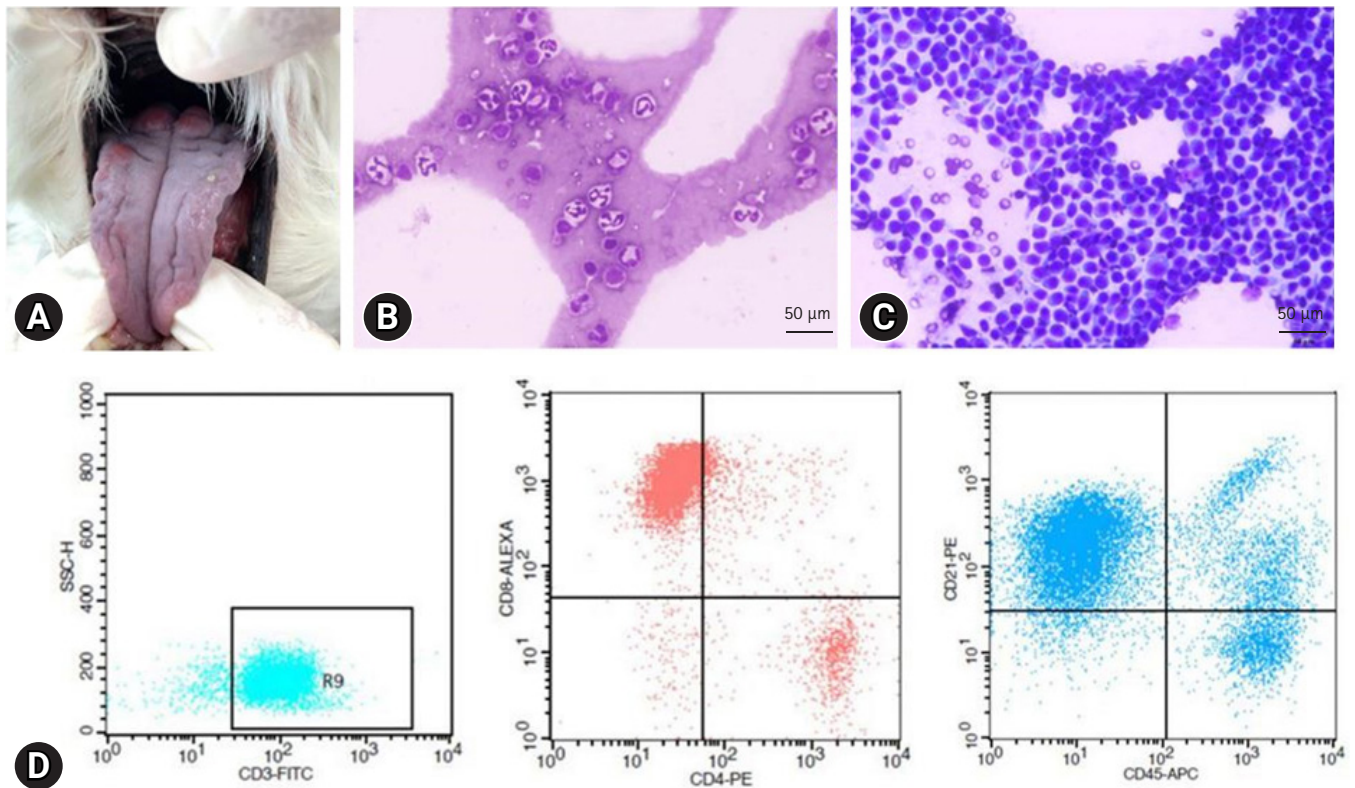 A
B
50 µm
C
50 µm
D
SSC-H
1000
800
600
400
200
0
R9
10⁰ 10¹ 10² 10³ 10⁴
CD3-FITC
CD8-ALEXA
10⁴
10³
10²
10¹
10⁰
10⁰ 10¹ 10² 10³ 10⁴
CD4-PE
CD21-PE
10⁴
10³
10²
10¹
10⁰
10⁰ 10¹ 10² 10³ 10⁴
CD45-APC